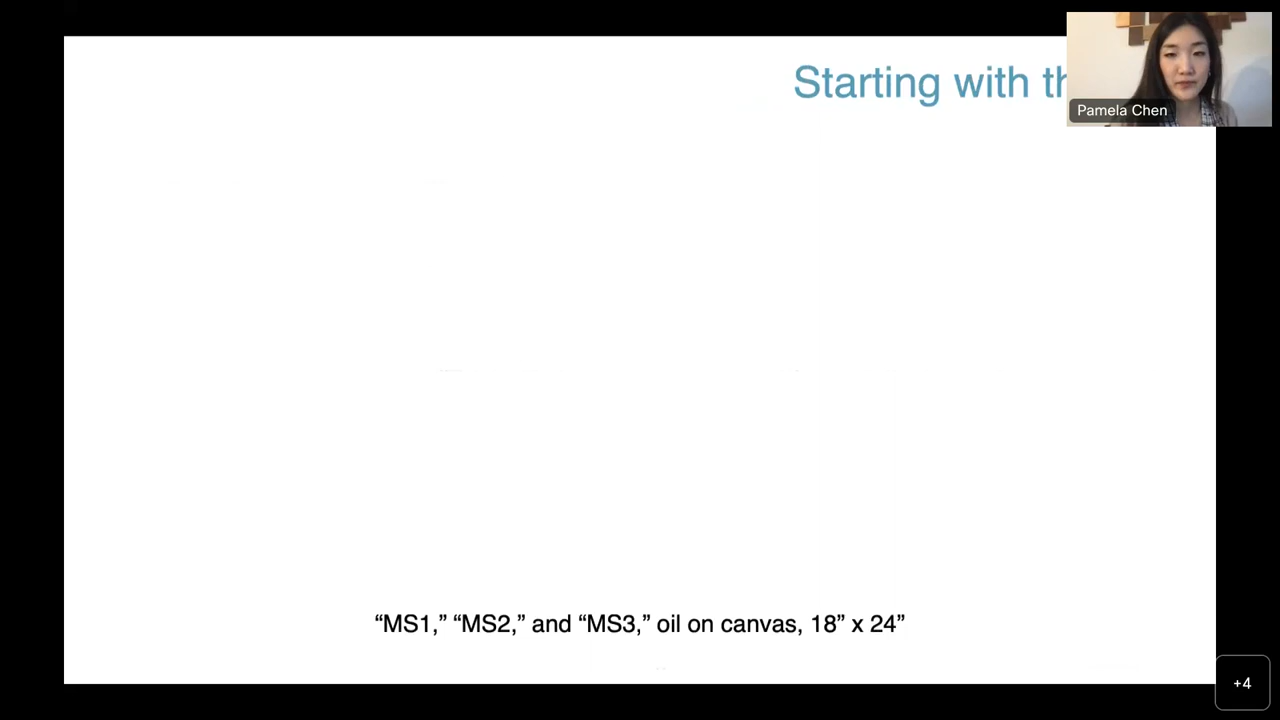 Starting with th
Pamela Chen
“MS1,” “MS2,” and “MS3,” oil on canvas, 18” x 24”
+4